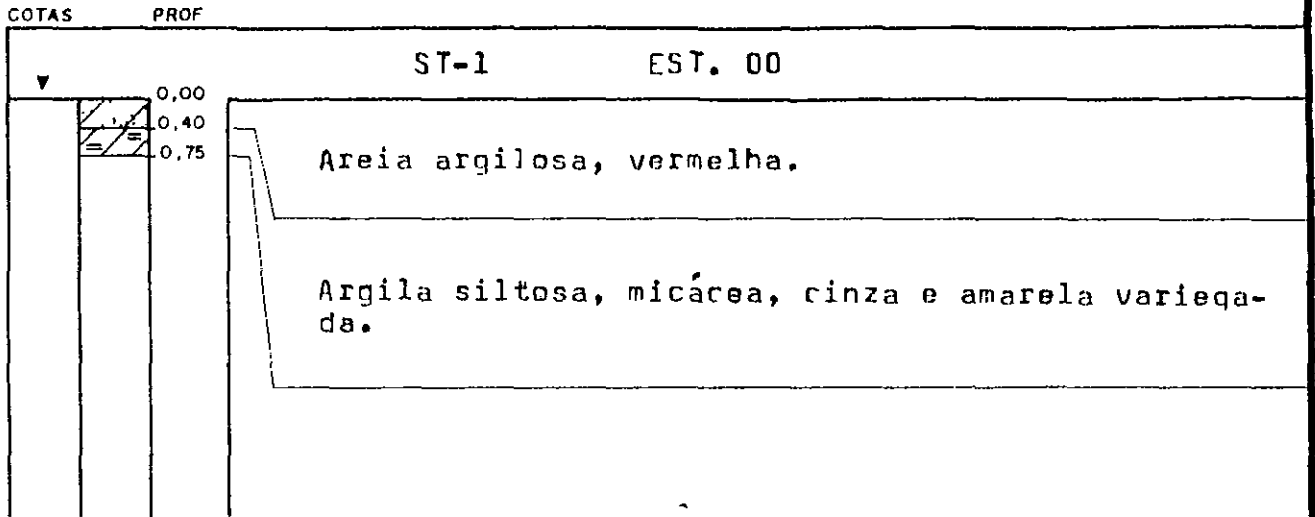 COTAS PROF
ST-1 EST. 00
0,00
0,40
0,75
Areia argilosa, vermelha.
Argila siltosa, micácea, cinza e amarela variega-
da.